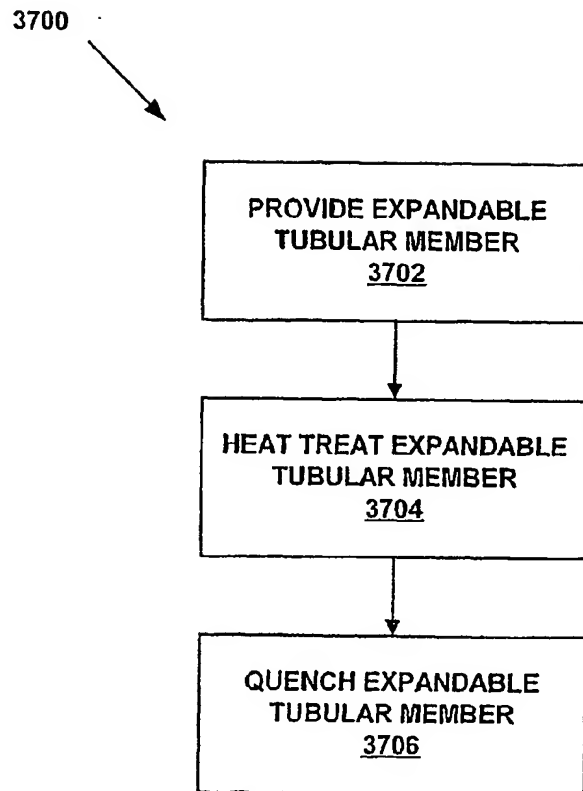 3700
PROVIDE EXPANDABLE
TUBULAR MEMBER
3702
HEAT TREAT EXPANDABLE
TUBULAR MEMBER
3704
QUENCH EXPANDABLE
TUBULAR MEMBER
3706